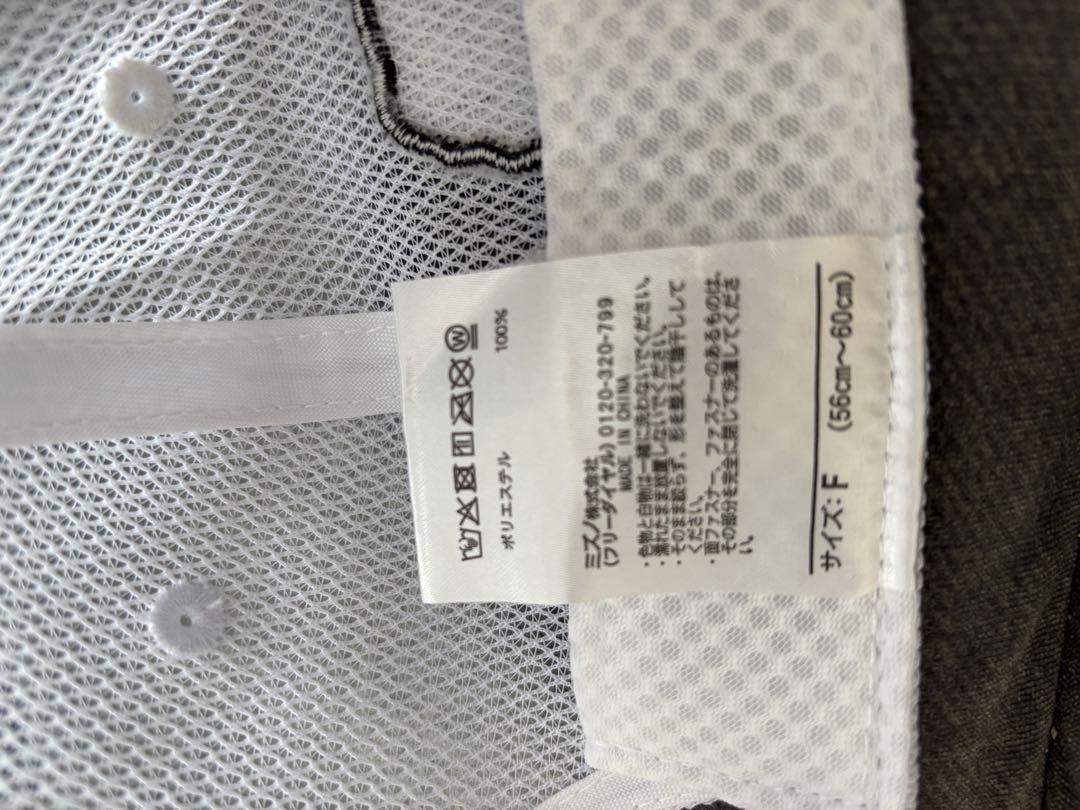 ポリエステル 100%
ミズノ株式会社
(フリーダイヤル) 0120-320-799
MADE IN CHINA
・色物と白物は一緒に洗わないでください。
・濡れたまま放置しないでください。
・そのまま絞らず、形を整えて陰干しして
ください。
・面ファスナー、ファスナーのあるものは、
その部分を完全に閉じて洗濯してくださ
い。
サイズ: F (56cm〜60cm)